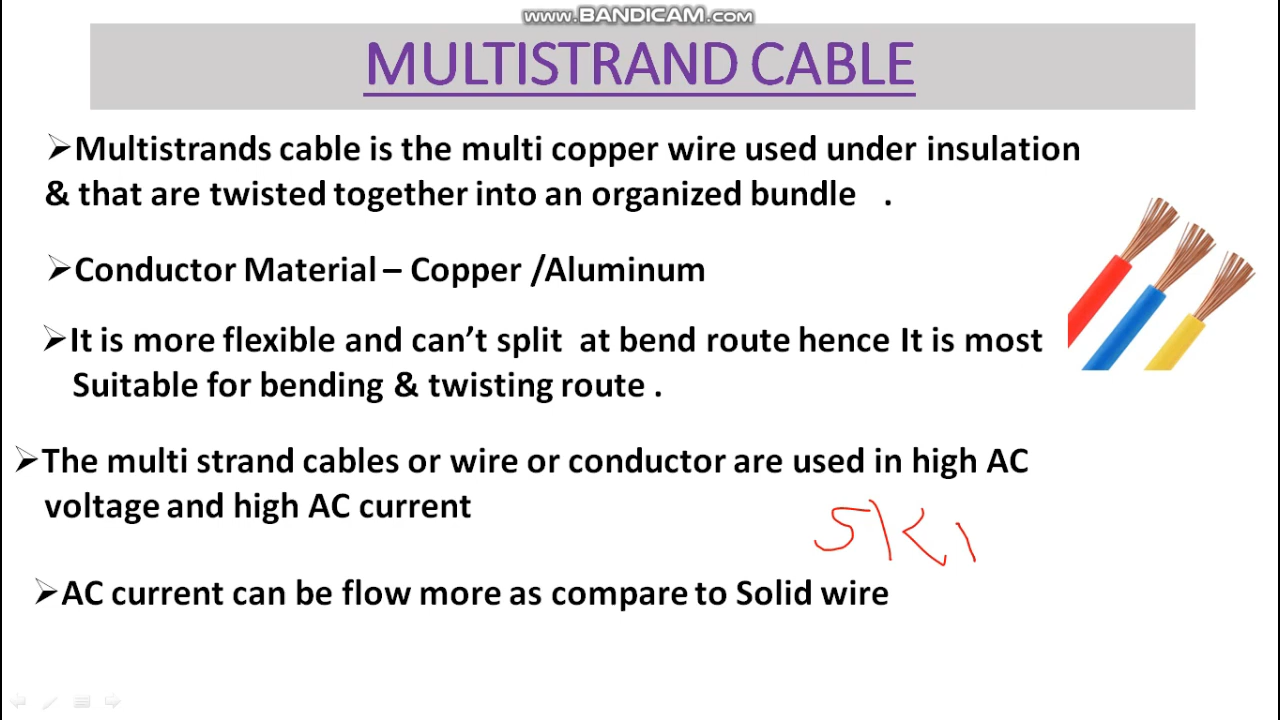 www.BANDICAM.com
MULTISTRAND CABLE
➢Multistrands cable is the multi copper wire used under insulation
& that are twisted together into an organized bundle .
➢Conductor Material – Copper /Aluminum
➢It is more flexible and can't split at bend route hence It is most
Suitable for bending & twisting route .
➢The multi strand cables or wire or conductor are used in high AC
voltage and high AC current
SKI
➢AC current can be flow more as compare to Solid wire